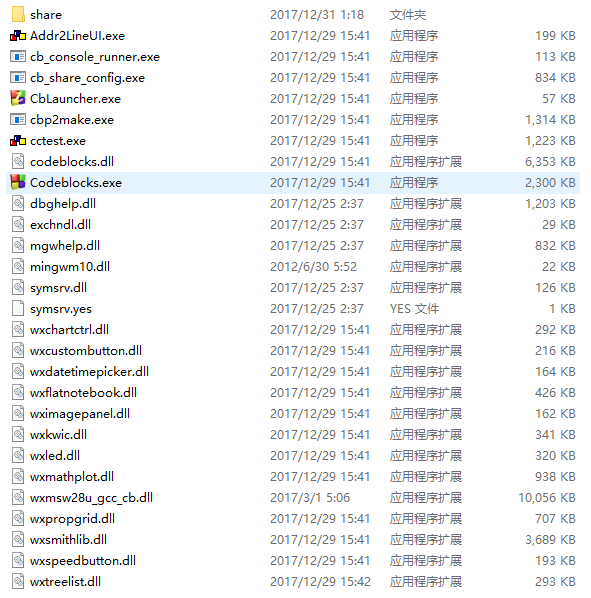 share 2017/12/31 1:18 文件夹
Addr2LineUI.exe 2017/12/29 15:41 应用程序 199 KB
cb_console_runner.exe 2017/12/29 15:41 应用程序 113 KB
cb_share_config.exe 2017/12/29 15:41 应用程序 834 KB
CbLauncher.exe 2017/12/29 15:41 应用程序 57 KB
cbp2make.exe 2017/12/29 15:41 应用程序 1,314 KB
cctest.exe 2017/12/29 15:41 应用程序 1,223 KB
codeblocks.dll 2017/12/29 15:41 应用程序扩展 6,353 KB
Codeblocks.exe 2017/12/29 15:41 应用程序 2,300 KB
dbghelp.dll 2017/12/25 2:37 应用程序扩展 1,203 KB
exchndl.dll 2017/12/25 2:37 应用程序扩展 29 KB
mgwhelp.dll 2017/12/25 2:37 应用程序扩展 832 KB
mingwm10.dll 2012/6/30 5:52 应用程序扩展 22 KB
symsrv.dll 2017/12/25 2:37 应用程序扩展 126 KB
symsrv.yes 2017/12/25 2:37 YES 文件 1 KB
wxchartctrl.dll 2017/12/29 15:41 应用程序扩展 292 KB
wxcustombutton.dll 2017/12/29 15:41 应用程序扩展 216 KB
wxdatetimepicker.dll 2017/12/29 15:41 应用程序扩展 164 KB
wxflatnotebook.dll 2017/12/29 15:41 应用程序扩展 426 KB
wximagepanel.dll 2017/12/29 15:41 应用程序扩展 162 KB
wxkwic.dll 2017/12/29 15:41 应用程序扩展 341 KB
wxled.dll 2017/12/29 15:41 应用程序扩展 320 KB
wxmathplot.dll 2017/12/29 15:41 应用程序扩展 938 KB
wxmsw28u_gcc_cb.dll 2017/3/1 5:06 应用程序扩展 10,056 KB
wxpropgrid.dll 2017/12/29 15:41 应用程序扩展 707 KB
wxsmithlib.dll 2017/12/29 15:41 应用程序扩展 3,689 KB
wxspeedbutton.dll 2017/12/29 15:41 应用程序扩展 193 KB
wxtreelist.dll 2017/12/29 15:42 应用程序扩展 293 KB